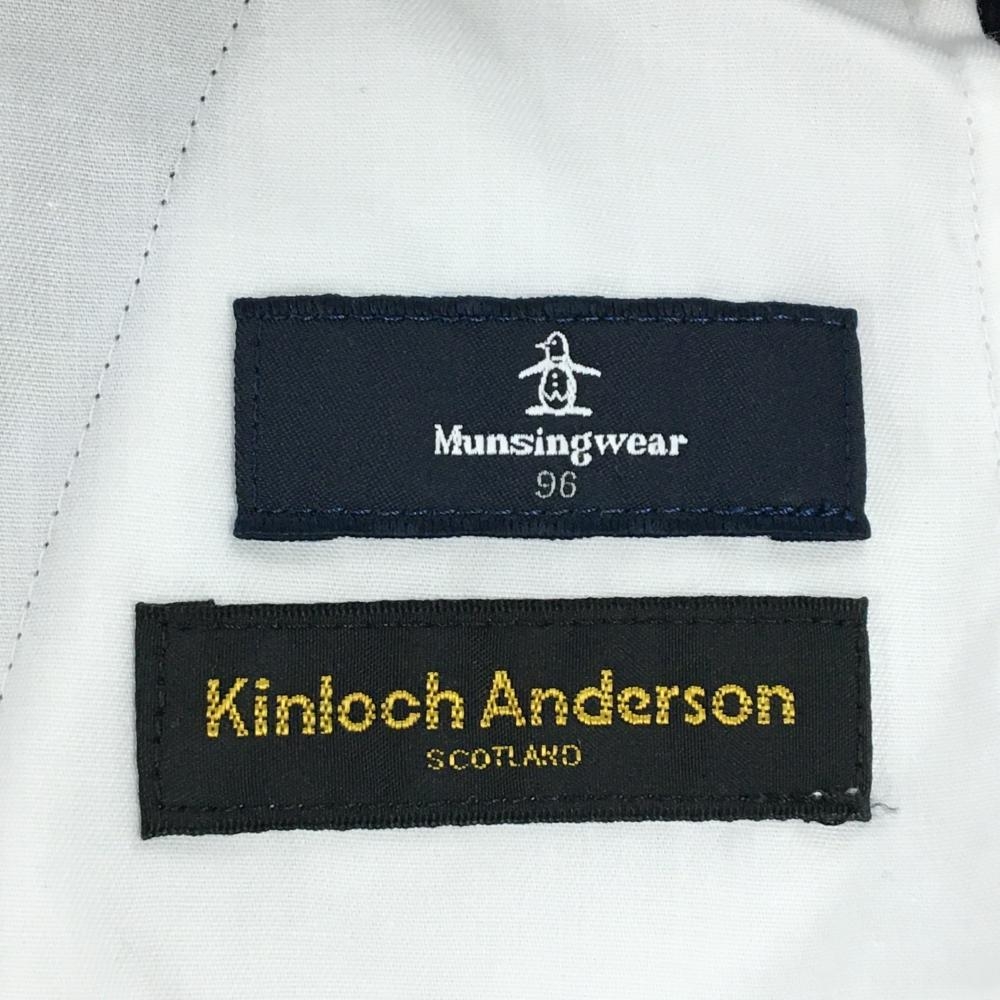 Munsingwear
96
Kinloch Anderson
SCOTLAND